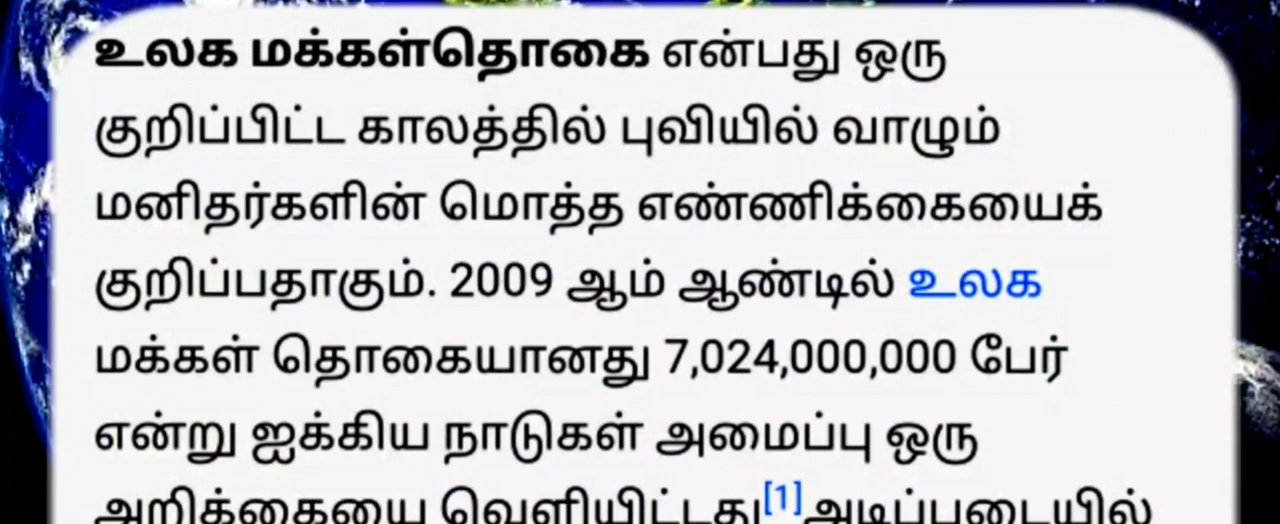 உலக மக்கள்தொகை என்பது ஒரு
குறிப்பிட்ட காலத்தில் புவியில் வாழும்
மனிதர்களின் மொத்த எண்ணிக்கையைக்
குறிப்பதாகும். 2009 ஆம் ஆண்டில் உலக
மக்கள் தொகையானது 7,024,000,000 பேர்
என்று ஐக்கிய நாடுகள் அமைப்பு ஒரு
அறிக்கையை வெளியிட்டது[1]அடிப்படையில்